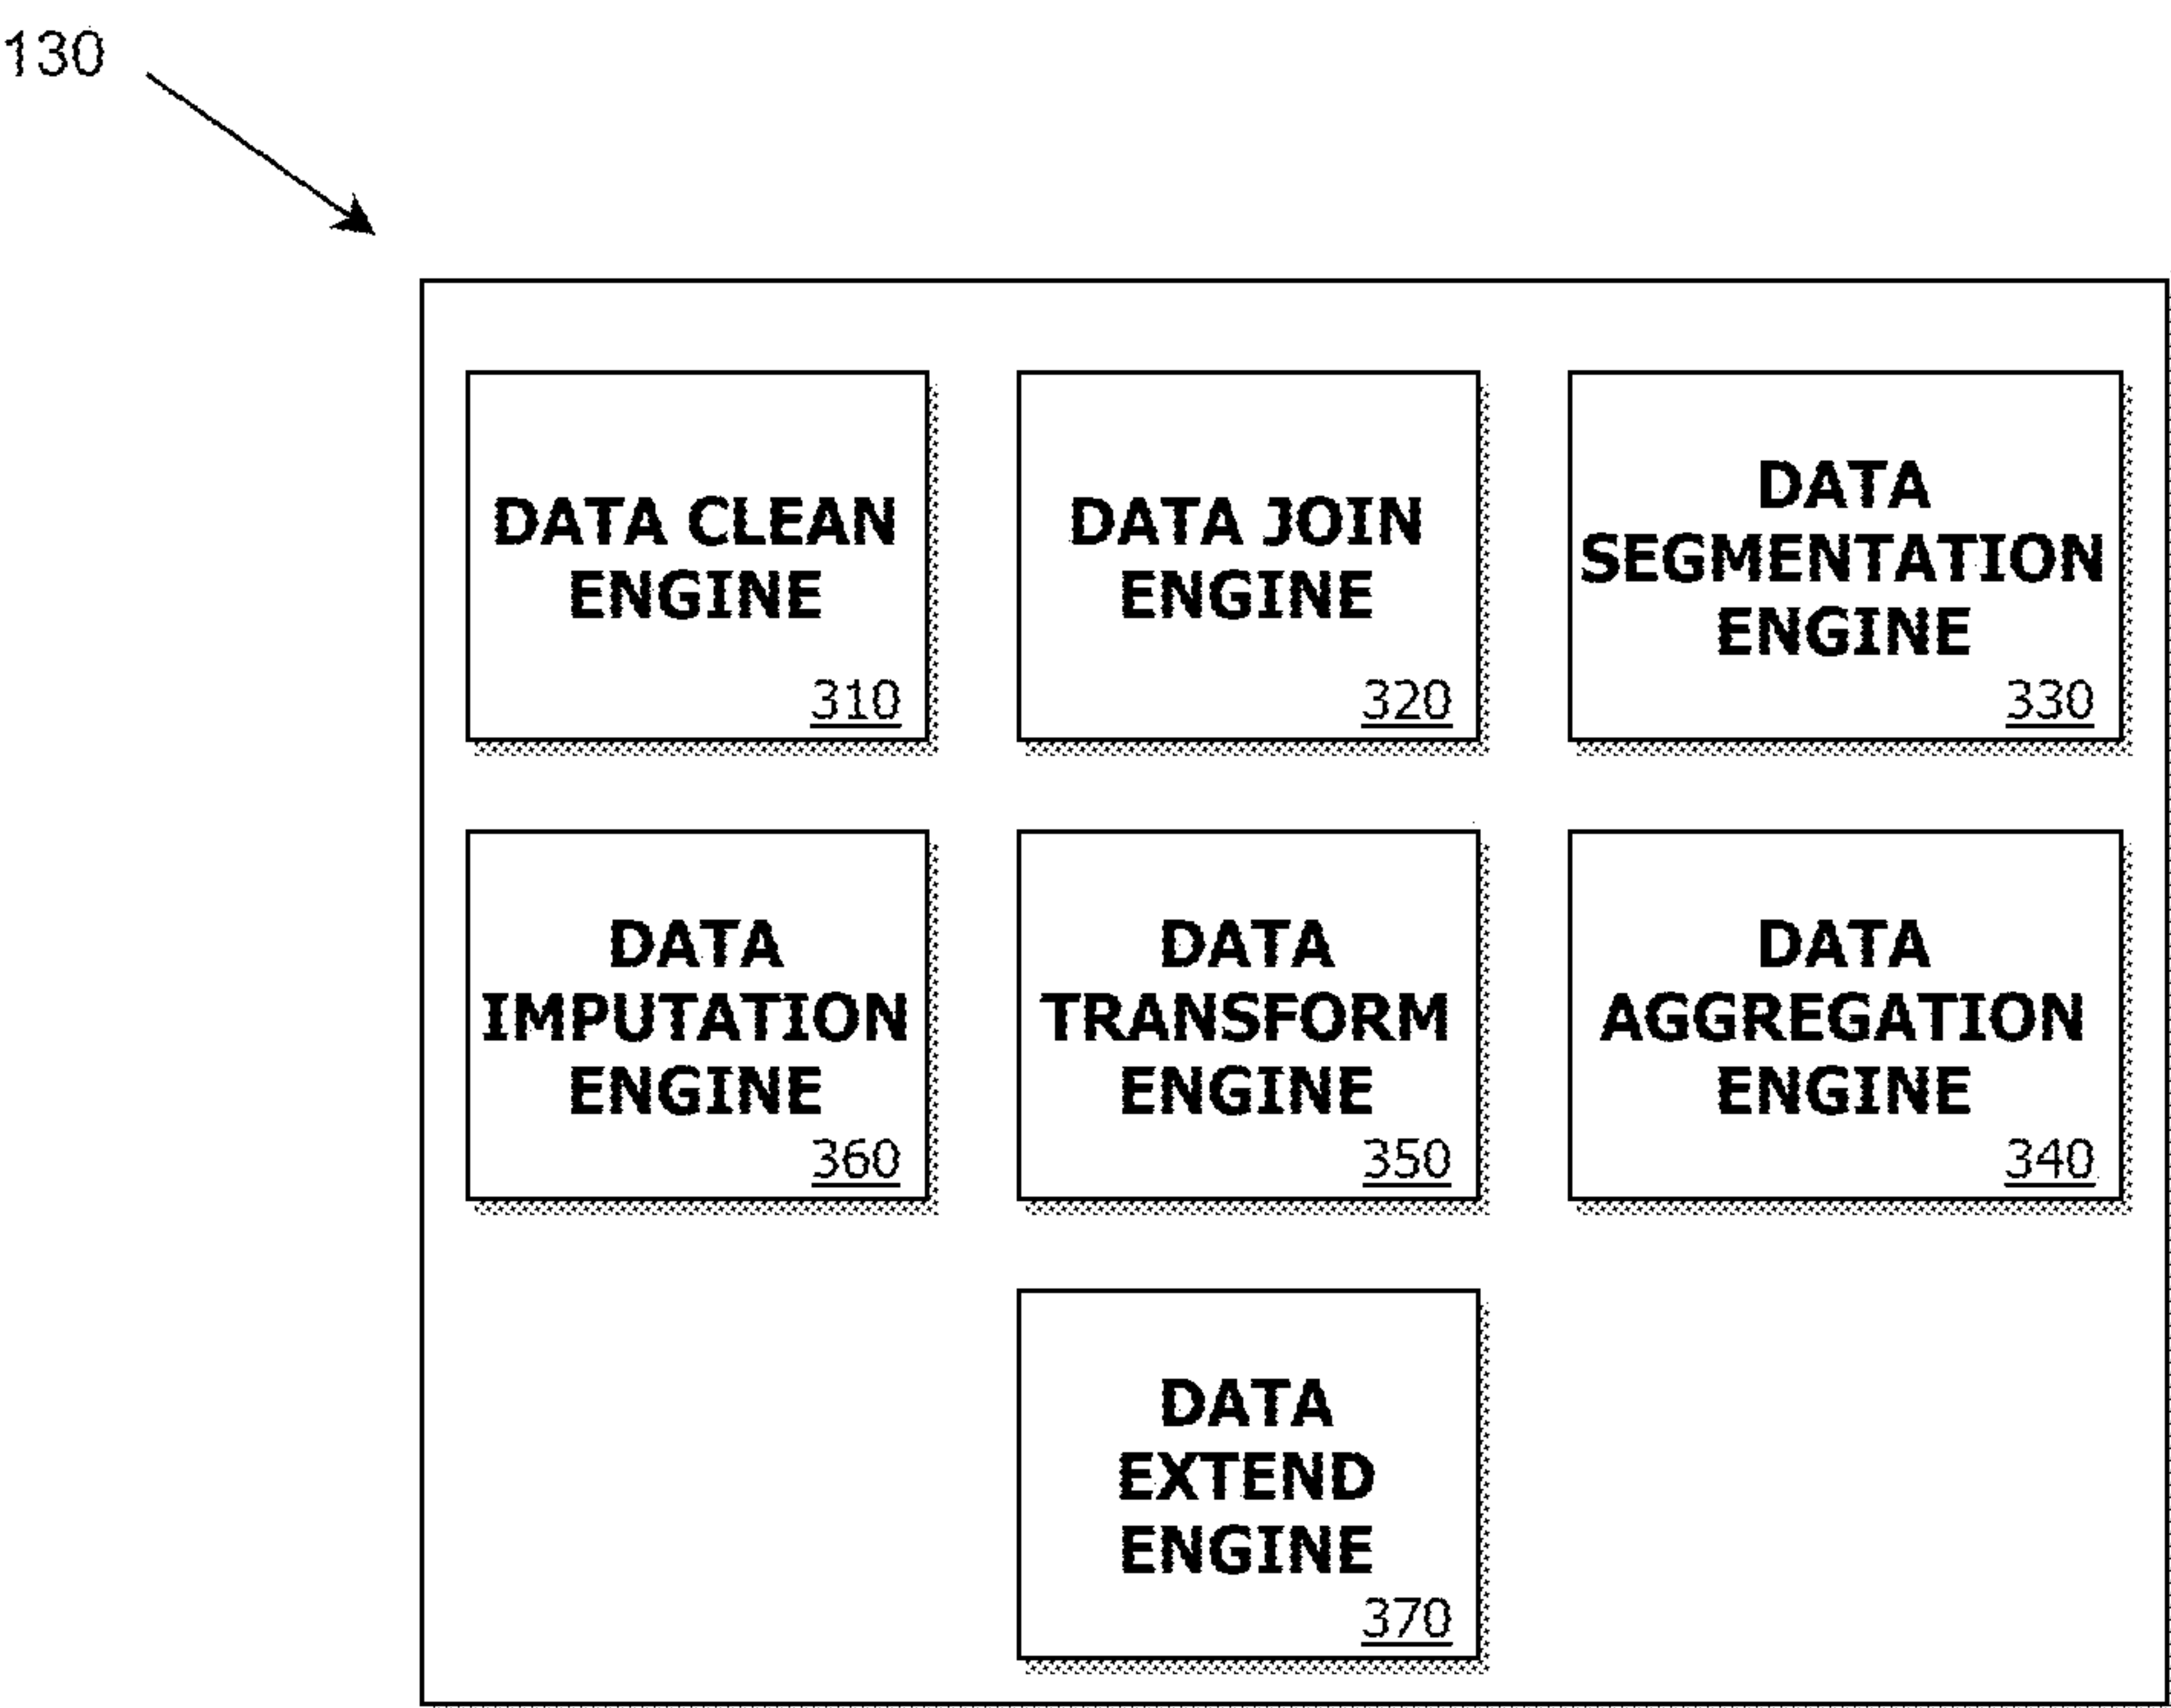 130
DATA CLEAN
ENGINE
310
DATA JOIN
ENGINE
320
DATA
SEGMENTATION
ENGINE
330
DATA
IMPUTATION
ENGINE
360
DATA
TRANSFORM
ENGINE
350
DATA
AGGREGATION
ENGINE
340
DATA
EXTEND
ENGINE
370